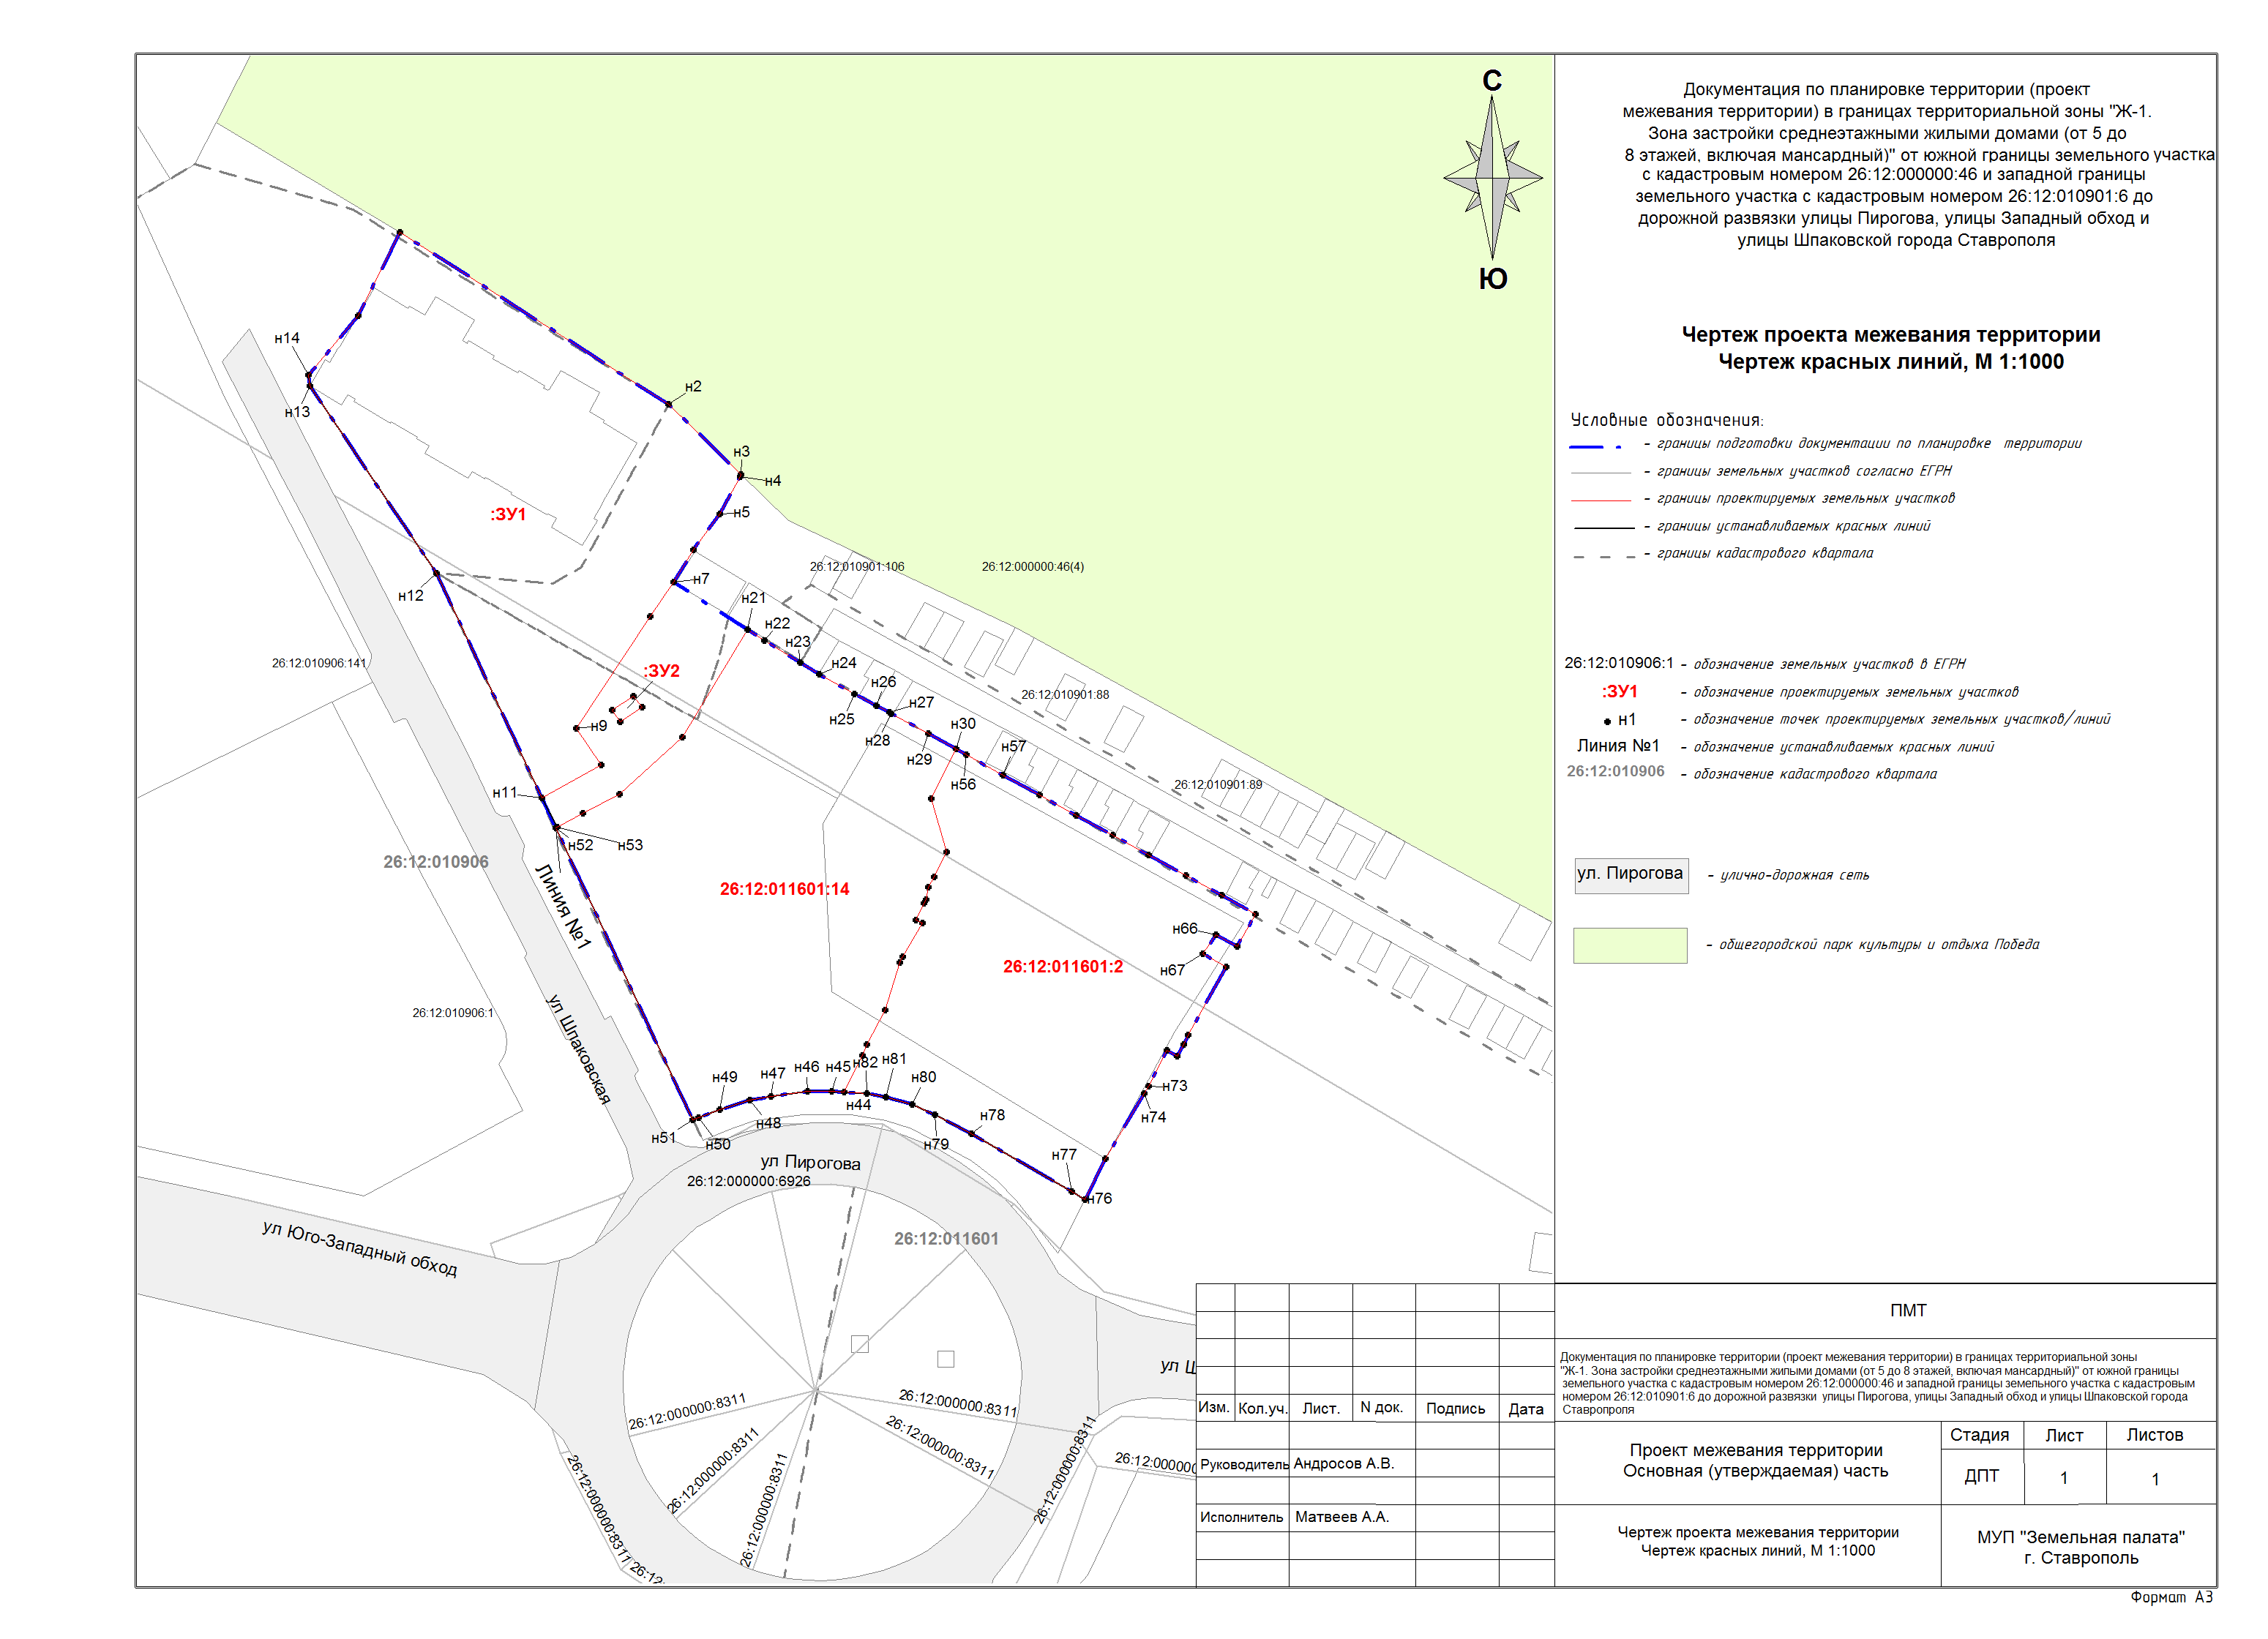 С
Ю
н14
н13
н2
н3
н4
н5
:ЗУ1
н7
н12
26:12:010901:106
26:12:000000:46(4)
н21
н22
н23
н24
26:12:010906:141
:ЗУ2
н26
н25
н27
н28
26:12:010901:88
н9
н30
н29
н57
н56
26:12:010901:89
н11
н52
н53
26:12:010906
Линия №1
26:12:011601:14
н66
н67
26:12:011601:2
26:12:010906:1
ул Шпаковская
н49
н47
н46
н45
н82
н81
н80
н44
н73
н74
н48
н51
н50
н79
н78
н77
н76
ул Пирогова
26:12:000000:6926
26:12:011601
ул Юго-Западный обход
ул Ш
26:12:000000:8311
26:12:000000:8311
26:12:000000:8311
26:12:000000:8311
26:12:000000:8311
26:12:000000:8311
26:12:000000:8311
26:12:00000
26:12:
Документация по планировке территории (проект
межевания территории) в границах территориальной зоны "Ж-1.
Зона застройки среднеэтажными жилыми домами (от 5 до
8 этажей, включая мансардный)" от южной границы земельного участка
с кадастровым номером 26:12:000000:46 и западной границы
земельного участка с кадастровым номером 26:12:010901:6 до
дорожной развязки улицы Пирогова, улицы Западный обход и
улицы Шпаковской города Ставрополя
Чертеж проекта межевания территории
Чертеж красных линий, М 1:1000
Условные обозначения:
- границы подготовки документации по планировке территории
- границы земельных участков согласно ЕГРН
- границы проектируемых земельных участков
- границы устанавливаемых красных линий
- границы кадастрового квартала
26:12:010906:1 - обозначение земельных участков в ЕГРН
:ЗУ1 - обозначение проектируемых земельных участков
н1 - обозначение точек проектируемых земельных участков/линий
Линия №1 - обозначение устанавливаемых красных линий
26:12:010906 - обозначение кадастрового квартала
ул. Пирогова - улично-дорожная сеть
- общегородской парк культуры и отдыха Победа
ПМТ
Документация по планировке территории (проект межевания территории) в границах территориальной зоны
"Ж-1. Зона застройки среднеэтажными жилыми домами (от 5 до 8 этажей, включая мансардный)" от южной границы
земельного участка с кадастровым номером 26:12:000000:46 и западной границы земельного участка с кадастровым
номером 26:12:010901:6 до дорожной развязки улицы Пирогова, улицы Западный обход и улицы Шпаковской города
Ставропроля
Изм. Кол.уч. Лист. N док. Подпись Дата
Руководитель Андросов А.В.
Исполнитель Матвеев А.А.
Проект межевания территории
Основная (утверждаемая) часть
Стадия Лист Листов
ДПТ 1 1
Чертеж проекта межевания территории
Чертеж красных линий, М 1:1000
МУП "Земельная палата"
г. Ставрополь
Формат А3